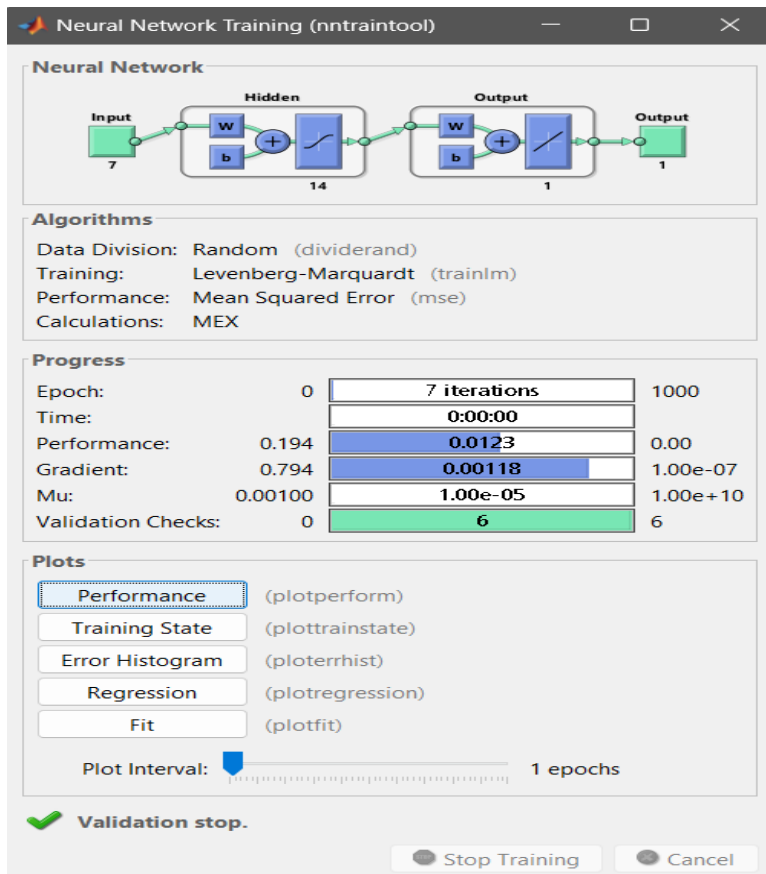 Neural Network Training (nntraintool)
Neural Network
Hidden
Output
Input
W
b
+
W
b
+
Output
7
14
1
1
Algorithms
Data Division: Random (dividerand)
Training: Levenberg-Marquardt (trainlm)
Performance: Mean Squared Error (mse)
Calculations: MEX
Progress
Epoch: 0 7 iterations 1000
Time: 0:00:00
Performance: 0.194 0.0123 0.00
Gradient: 0.794 0.00118 1.00e-07
Mu: 0.00100 1.00e-05 1.00e+10
Validation Checks: 0 6 6
Plots
Performance (plotperform)
Training State (plottrainstate)
Error Histogram (ploterrhist)
Regression (plotregression)
Fit (plotfit)
Plot Interval: 1 epochs
Validation stop.
Stop Training Cancel